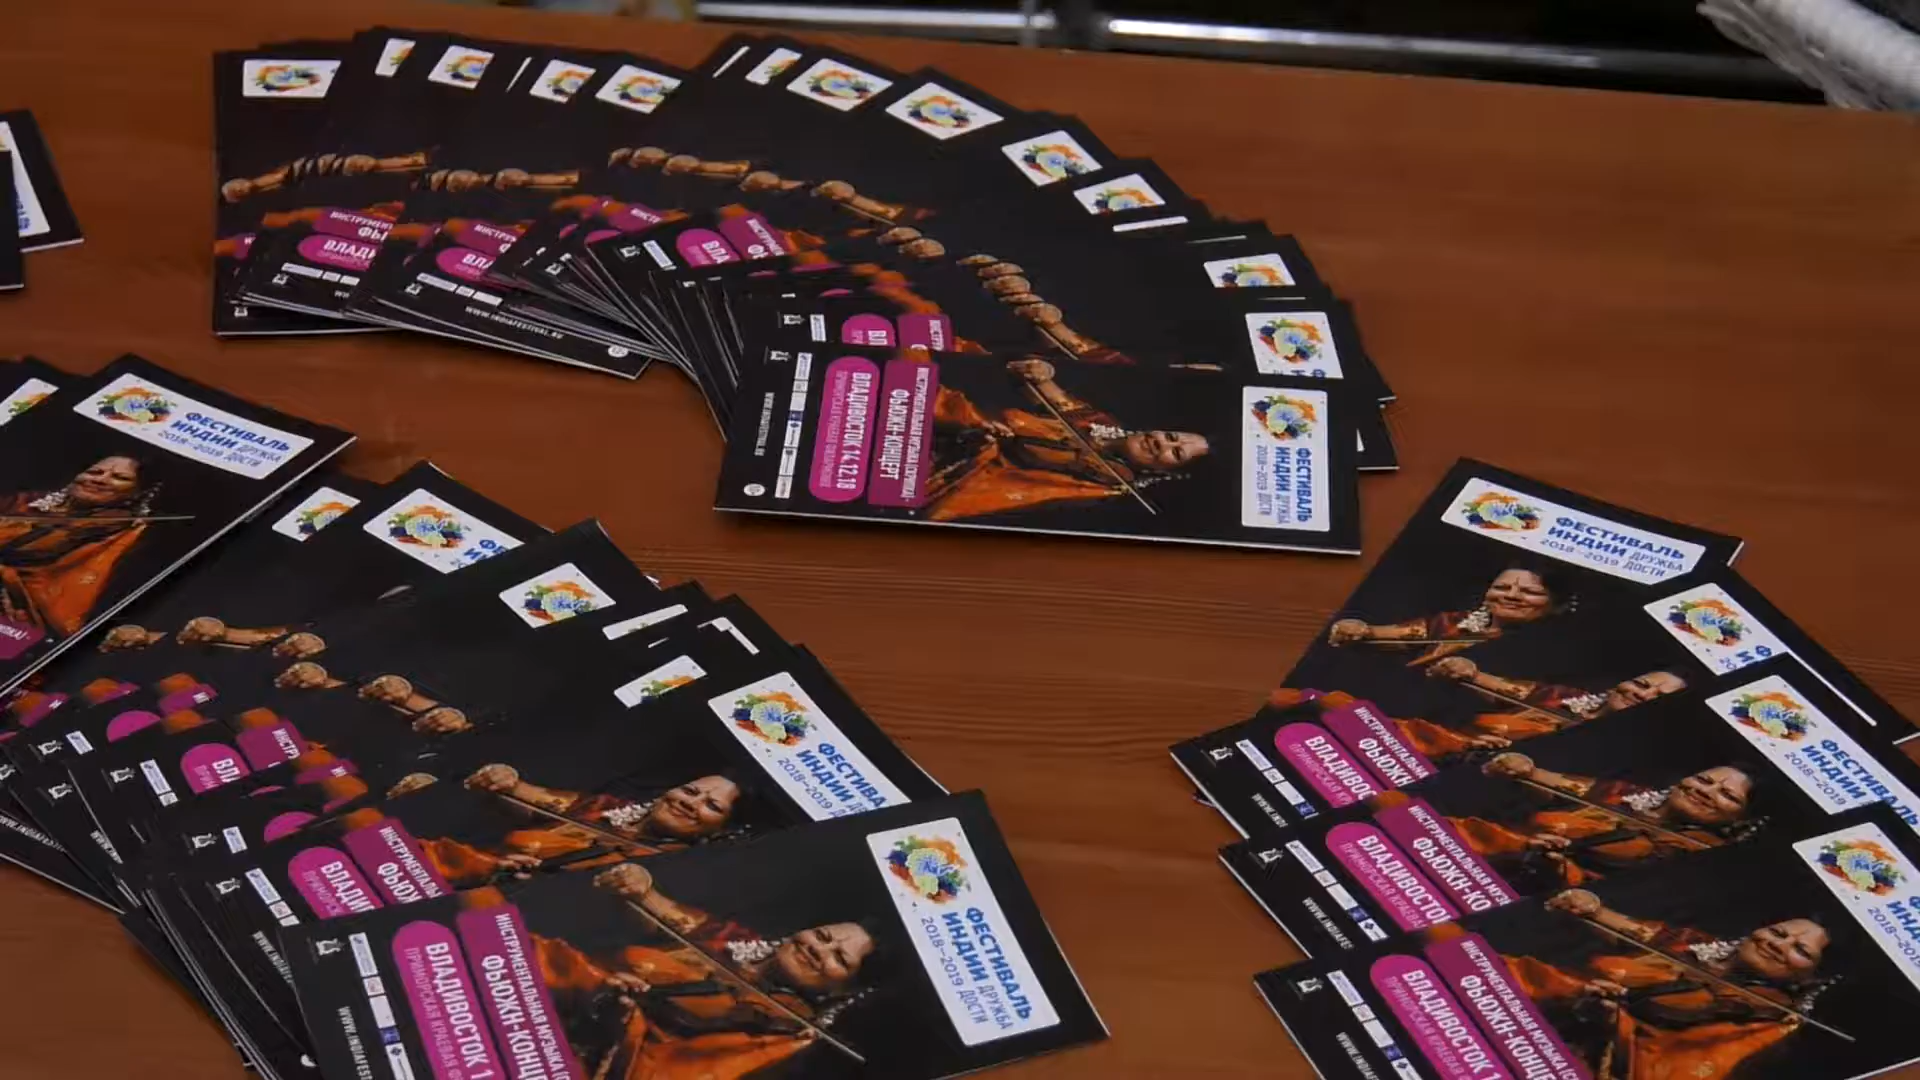 ФЕСТИВАЛЬ
ИНДИИ ДРУЖБА
2018–2019 ДОСТИ
ИНСТРУМЕНТАЛЬНАЯ МУЗЫКА (СКРИПКА) -
ФЬЮЖН-КОНЦЕРТ
ВЛАДИВОСТОК 14.12.18
ПРИМОРСКАЯ КРАЕВАЯ ФИЛАРМОНИЯ
WWW.INDIAFESTIVAL.RU